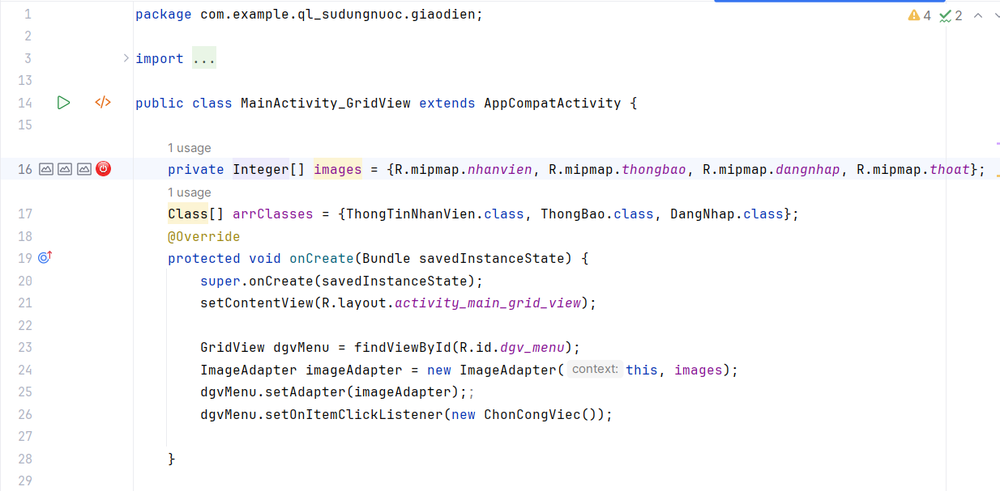 1 package com.example.ql_sudungnuoc.giaodien; 4 2
2
3 import ...
13
14 public class MainActivity_GridView extends AppCompatActivity {
15
1 usage
16 private Integer[] images = {R.mipmap.nhanvien, R.mipmap.thongbao, R.mipmap.dangnhap, R.mipmap.thoat};
1 usage
17 Class[] arrClasses = {ThongTinNhanVien.class, ThongBao.class, DangNhap.class};
18 @Override
19 protected void onCreate(Bundle savedInstanceState) {
20 super.onCreate(savedInstanceState);
21 setContentView(R.layout.activity_main_grid_view);
22
23 GridView dgvMenu = findViewById(R.id.dgv_menu);
24 ImageAdapter imageAdapter = new ImageAdapter( context: this, images);
25 dgvMenu.setAdapter(imageAdapter);;
26 dgvMenu.setOnItemClickListener(new ChonCongViec());
27
28 }
29